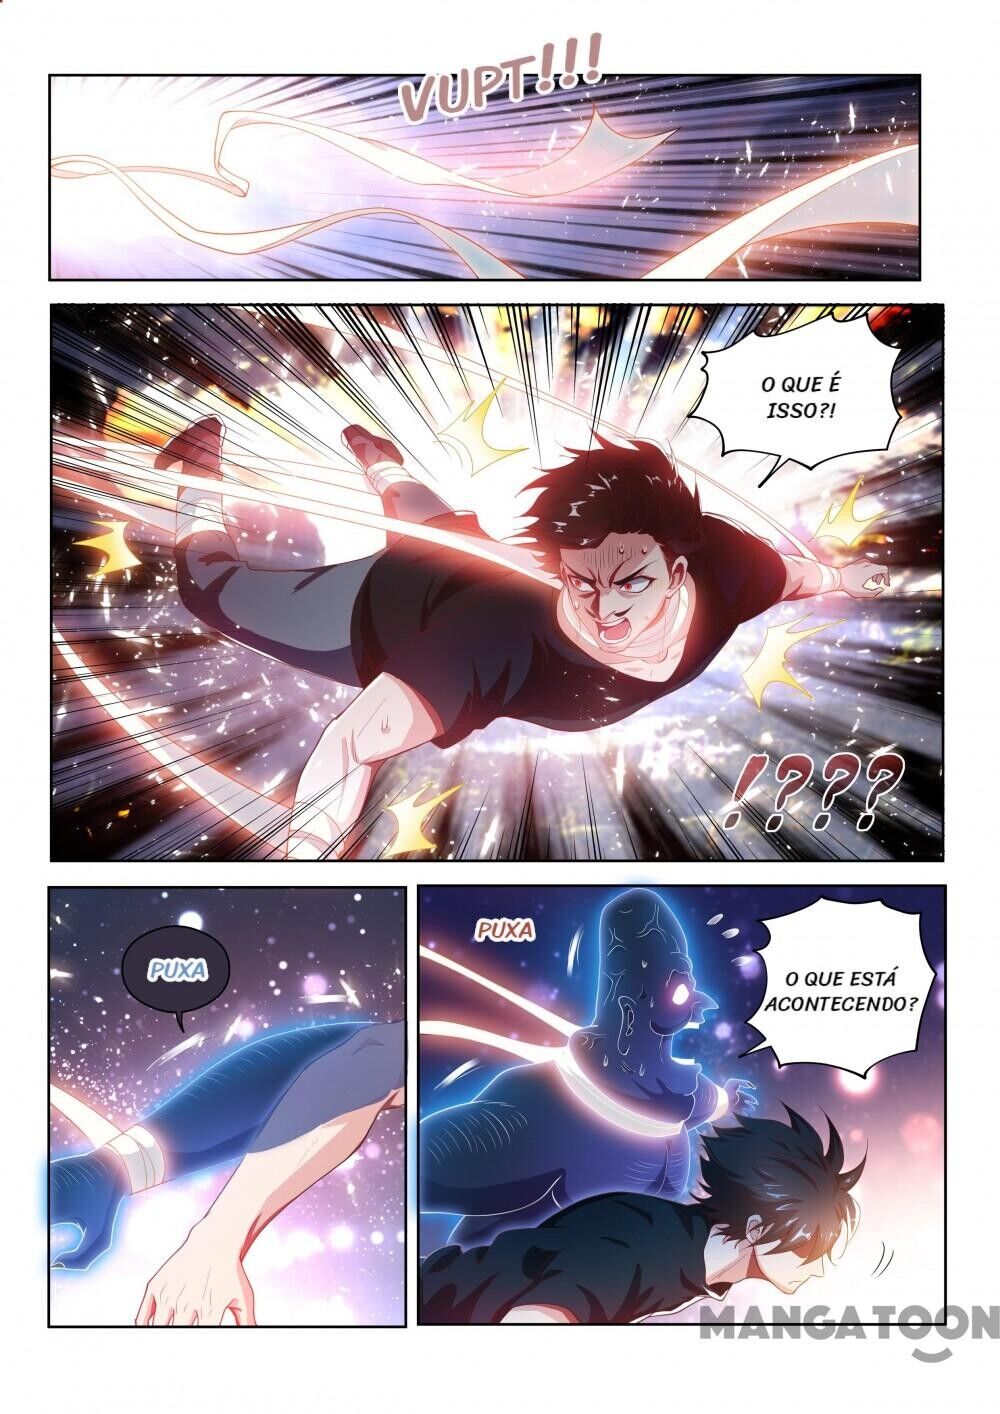 VUPT!!!
O QUE É
ISSO?!
!???
PUXA
PUXA
O QUE ESTÁ
ACONTECENDO?
MANGATOON